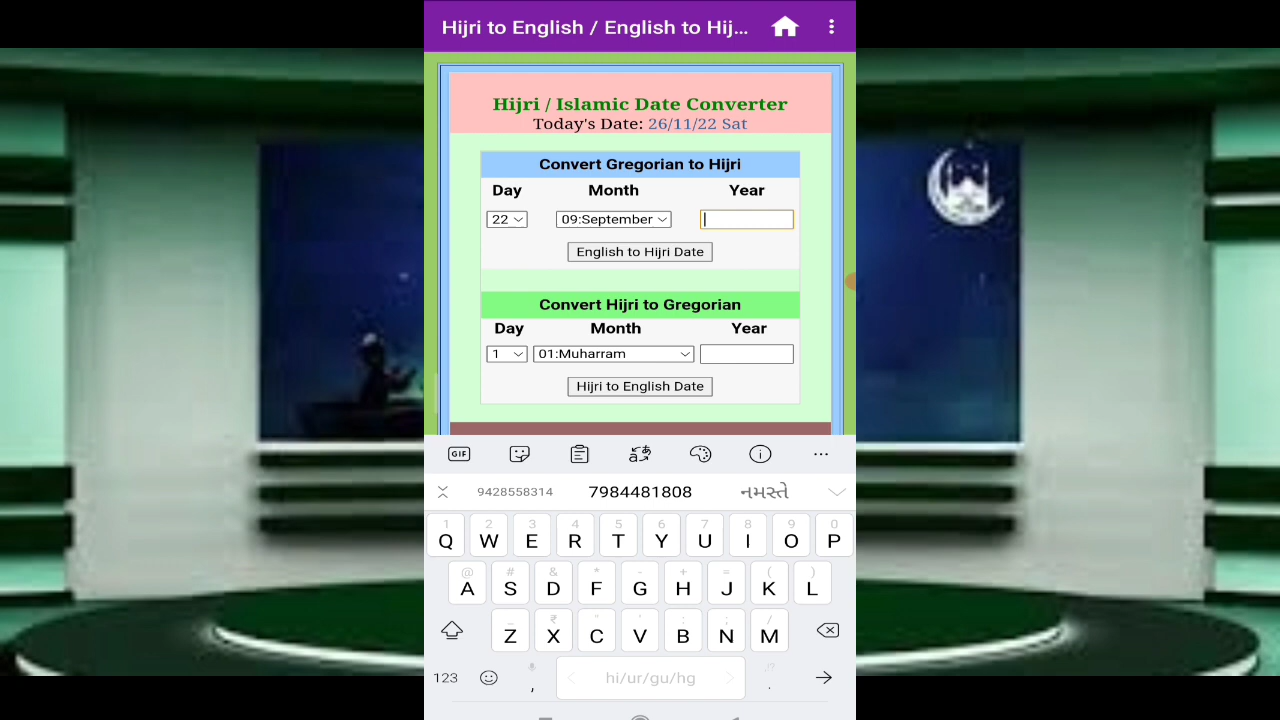 Hijri to English / English to Hij...
Hijri / Islamic Date Converter
Today's Date: 26/11/22 Sat
Convert Gregorian to Hijri
Day Month Year
22 09:September
English to Hijri Date
Convert Hijri to Gregorian
Day Month Year
1 01:Muharram
Hijri to English Date
GIF
9428558314 7984481808 નમસ્તે
1 2 3 4 5 6 7 8 9 0
Q W E R T Y U I O P
@ # & * - + = ( )
A S D F G H J K L
_ ₹ " ' : ; /
Z X C V B N M
123 , hi/ur/gu/hg .